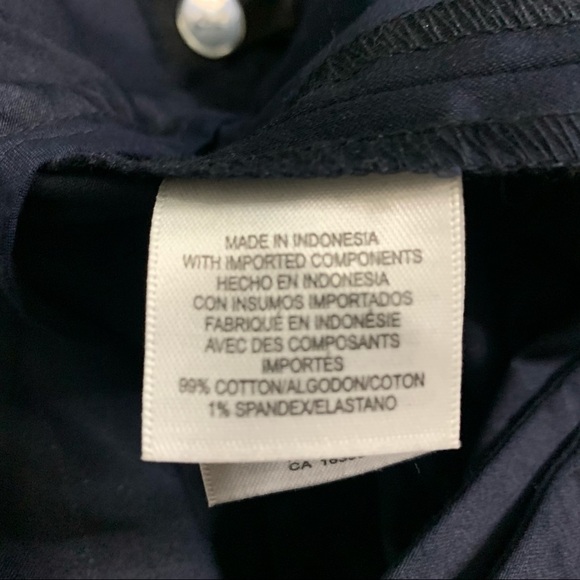 MADE IN INDONESIA
WITH IMPORTED COMPONENTS
HECHO EN INDONESIA
CON INSUMOS IMPORTADOS
FABRIQUÉ EN INDONÉSIE
AVEC DES COMPOSANTS
IMPORTÉS
99% COTTON/ALGODON/COTON
1% SPANDEX/ELASTANO
CA